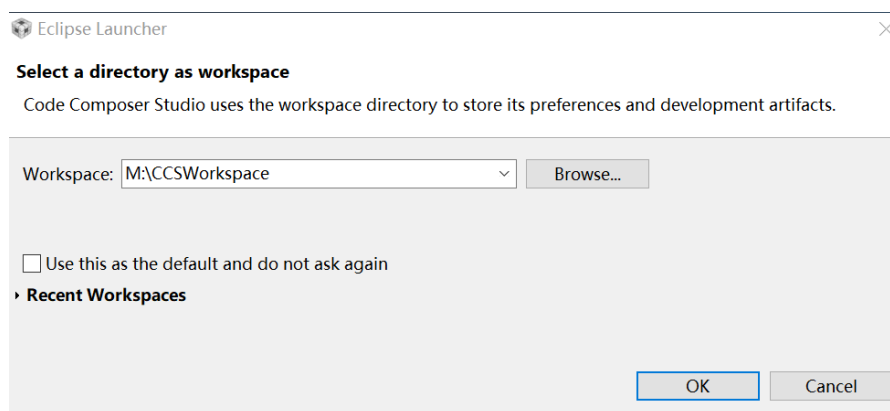 Eclipse Launcher
Select a directory as workspace
Code Composer Studio uses the workspace directory to store its preferences and development artifacts.
Workspace: M:\CCSWorkspace Browse...
Use this as the default and do not ask again
Recent Workspaces
OK Cancel